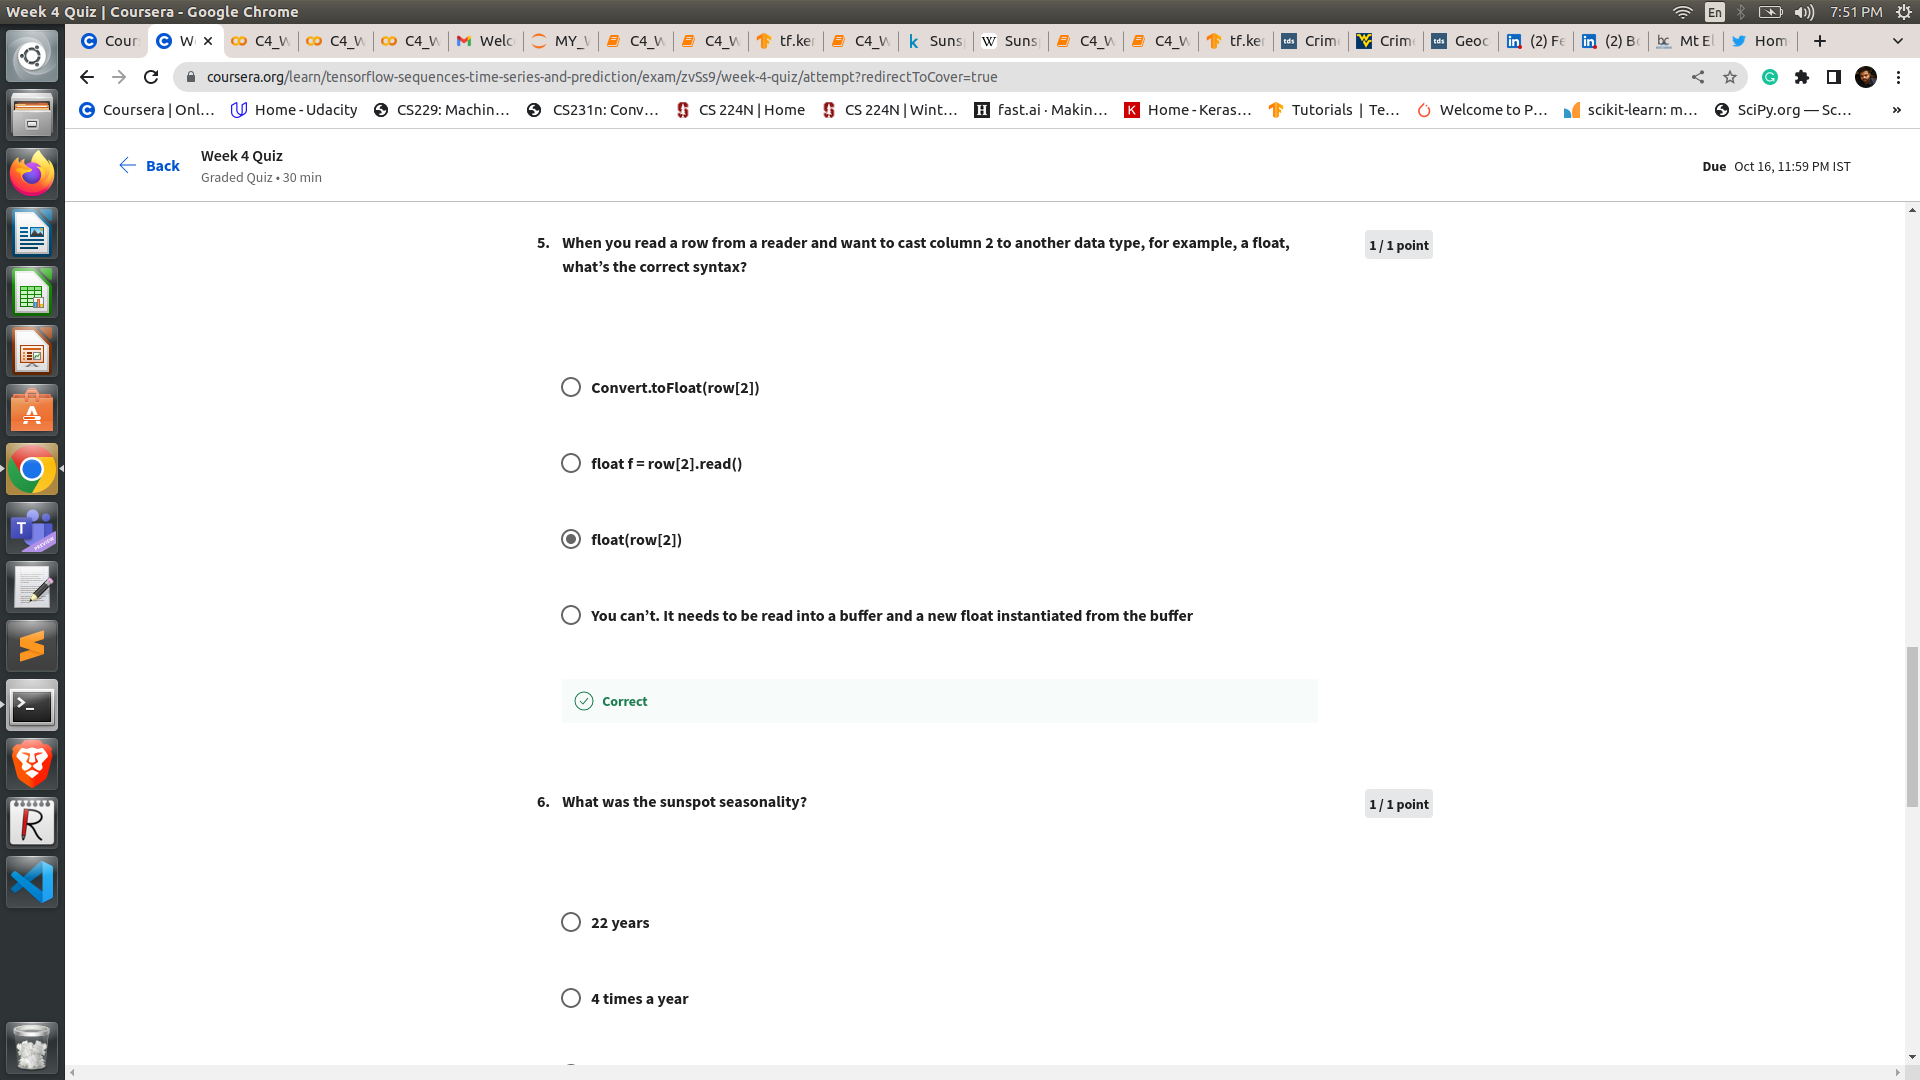 Week 4 Quiz | Coursera - Google Chrome
En
7:51 PM
Cour
W
C4_W
C4_W
C4_W
Welc
MY_
C4_W
C4_W
tf.ker
C4_W
Suns
Suns
C4_W
C4_W
tf.ker
Crim
Crim
Geoc
(2) Fe
(2) Bo
Mt El
Hom
coursera.org/learn/tensorflow-sequences-time-series-and-prediction/exam/zvSs9/week-4-quiz/attempt?redirectToCover=true
Coursera | Onl...
Home - Udacity
CS229: Machin...
CS231n: Conv...
CS 224N | Home
CS 224N | Wint...
fast.ai · Makin...
Home - Keras...
Tutorials | Te...
Welcome to P...
scikit-learn: m...
SciPy.org — Sc...
»
Back
Week 4 Quiz
Graded Quiz • 30 min
Due Oct 16, 11:59 PM IST
5. When you read a row from a reader and want to cast column 2 to another data type, for example, a float,
what’s the correct syntax?
1 / 1 point
Convert.toFloat(row[2])
float f = row[2].read()
float(row[2])
You can’t. It needs to be read into a buffer and a new float instantiated from the buffer
Correct
6. What was the sunspot seasonality?
1 / 1 point
22 years
4 times a year